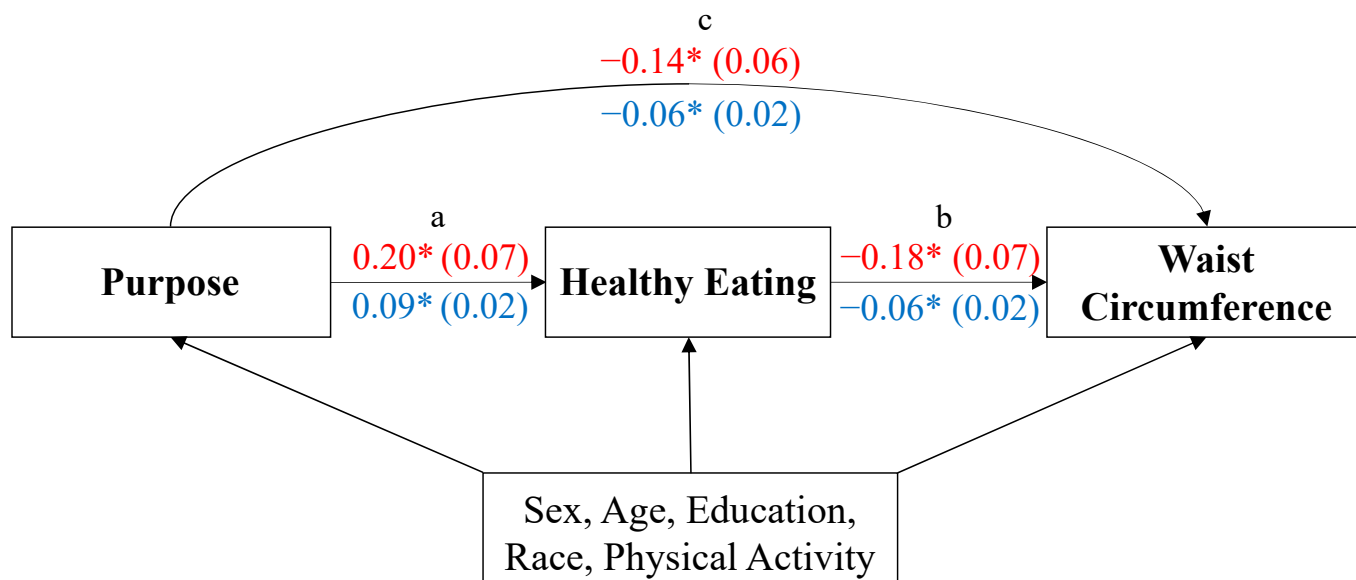 c
−0.14* (0.06)
−0.06* (0.02)
a
b
0.20* (0.07)
−0.18* (0.07)
Purpose
Healthy Eating
Waist
Circumference
0.09* (0.02)
−0.06* (0.02)
Sex, Age, Education,
Race, Physical Activity